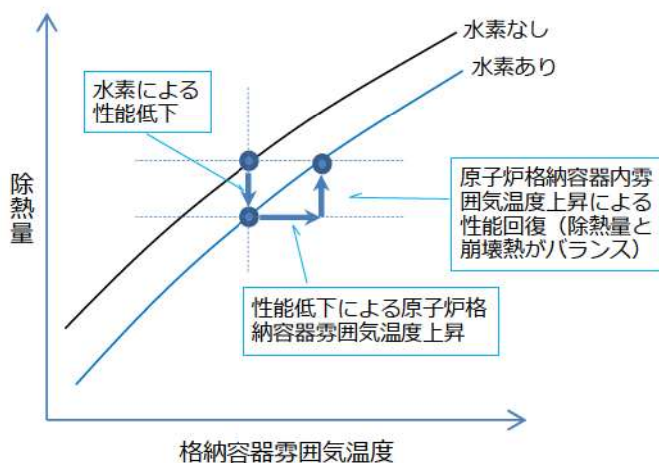 水素なし
水素あり
水素による
性能低下
原子炉格納容器内雰
囲気温度上昇による
性能回復（除熱量と
崩壊熱がバランス）
除熱量
性能低下による原子炉格
納容器雰囲気温度上昇
格納容器雰囲気温度